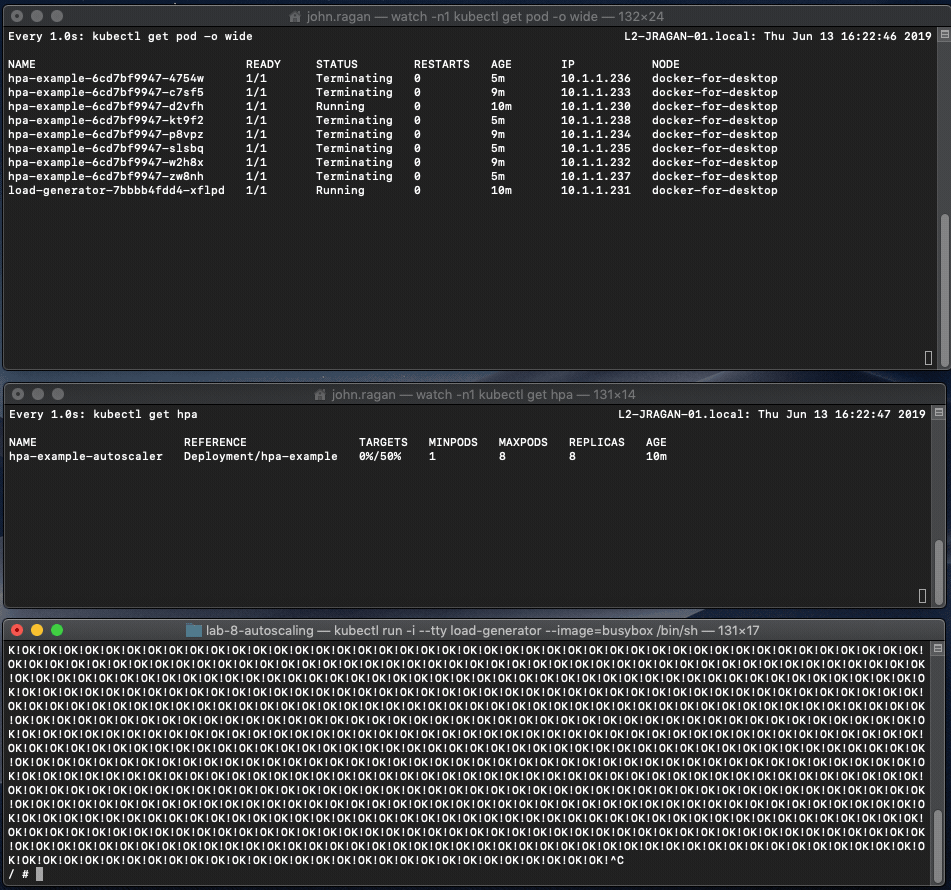 john.ragan — watch -n1 kubectl get pod -o wide — 132×24
Every 1.0s: kubectl get pod -o wide L2-JRAGAN-01.local: Thu Jun 13 16:22:46 2019
NAME READY STATUS RESTARTS AGE IP NODE
hpa-example-6cd7bf9947-4754w 1/1 Terminating 0 5m 10.1.1.236 docker-for-desktop
hpa-example-6cd7bf9947-c7sf5 1/1 Terminating 0 9m 10.1.1.233 docker-for-desktop
hpa-example-6cd7bf9947-d2vfh 1/1 Running 0 10m 10.1.1.230 docker-for-desktop
hpa-example-6cd7bf9947-kt9f2 1/1 Terminating 0 5m 10.1.1.238 docker-for-desktop
hpa-example-6cd7bf9947-p8vpz 1/1 Terminating 0 9m 10.1.1.234 docker-for-desktop
hpa-example-6cd7bf9947-slsbq 1/1 Terminating 0 5m 10.1.1.235 docker-for-desktop
hpa-example-6cd7bf9947-w2h8x 1/1 Terminating 0 9m 10.1.1.232 docker-for-desktop
hpa-example-6cd7bf9947-zw8nh 1/1 Terminating 0 5m 10.1.1.237 docker-for-desktop
load-generator-7bbbb4fdd4-xflpd 1/1 Running 0 10m 10.1.1.231 docker-for-desktop
john.ragan — watch -n1 kubectl get hpa — 131×14
Every 1.0s: kubectl get hpa L2-JRAGAN-01.local: Thu Jun 13 16:22:47 2019
NAME REFERENCE TARGETS MINPODS MAXPODS REPLICAS AGE
hpa-example-autoscaler Deployment/hpa-example 0%/50% 1 8 8 10m
lab-8-autoscaling — kubectl run -i --tty load-generator --image=busybox /bin/sh — 131×17
K!OK!OK!OK!OK!OK!OK!OK!OK!OK!OK!OK!OK!OK!OK!OK!OK!OK!OK!OK!OK!OK!OK!OK!OK!OK!OK!OK!OK!OK!OK!OK!OK!OK!OK!OK!OK!OK!OK!OK!OK!OK!OK!OK!
OK!OK!OK!OK!OK!OK!OK!OK!OK!OK!OK!OK!OK!OK!OK!OK!OK!OK!OK!OK!OK!OK!OK!OK!OK!OK!OK!OK!OK!OK!OK!OK!OK!OK!OK!OK!OK!OK!OK!OK!OK!OK!OK!OK
!OK!OK!OK!OK!OK!OK!OK!OK!OK!OK!OK!OK!OK!OK!OK!OK!OK!OK!OK!OK!OK!OK!OK!OK!OK!OK!OK!OK!OK!OK!OK!OK!OK!OK!OK!OK!OK!OK!OK!OK!OK!OK!OK!O
K!OK!OK!OK!OK!OK!OK!OK!OK!OK!OK!OK!OK!OK!OK!OK!OK!OK!OK!OK!OK!OK!OK!OK!OK!OK!OK!OK!OK!OK!OK!OK!OK!OK!OK!OK!OK!OK!OK!OK!OK!OK!OK!OK!
OK!OK!OK!OK!OK!OK!OK!OK!OK!OK!OK!OK!OK!OK!OK!OK!OK!OK!OK!OK!OK!OK!OK!OK!OK!OK!OK!OK!OK!OK!OK!OK!OK!OK!OK!OK!OK!OK!OK!OK!OK!OK!OK!OK
!OK!OK!OK!OK!OK!OK!OK!OK!OK!OK!OK!OK!OK!OK!OK!OK!OK!OK!OK!OK!OK!OK!OK!OK!OK!OK!OK!OK!OK!OK!OK!OK!OK!OK!OK!OK!OK!OK!OK!OK!OK!OK!OK!O
K!OK!OK!OK!OK!OK!OK!OK!OK!OK!OK!OK!OK!OK!OK!OK!OK!OK!OK!OK!OK!OK!OK!OK!OK!OK!OK!OK!OK!OK!OK!OK!OK!OK!OK!OK!OK!OK!OK!OK!OK!OK!OK!OK!
OK!OK!OK!OK!OK!OK!OK!OK!OK!OK!OK!OK!OK!OK!OK!OK!OK!OK!OK!OK!OK!OK!OK!OK!OK!OK!OK!OK!OK!OK!OK!OK!OK!OK!OK!OK!OK!OK!OK!OK!OK!OK!OK!OK
!OK!OK!OK!OK!OK!OK!OK!OK!OK!OK!OK!OK!OK!OK!OK!OK!OK!OK!OK!OK!OK!OK!OK!OK!OK!OK!OK!OK!OK!OK!OK!OK!OK!OK!OK!OK!OK!OK!OK!OK!OK!OK!OK!O
K!OK!OK!OK!OK!OK!OK!OK!OK!OK!OK!OK!OK!OK!OK!OK!OK!OK!OK!OK!OK!OK!OK!OK!OK!OK!OK!OK!OK!OK!OK!OK!OK!OK!OK!OK!OK!OK!OK!OK!OK!OK!OK!OK!
OK!OK!OK!OK!OK!OK!OK!OK!OK!OK!OK!OK!OK!OK!OK!OK!OK!OK!OK!OK!OK!OK!OK!OK!OK!OK!OK!OK!OK!OK!OK!OK!OK!OK!OK!OK!OK!OK!OK!OK!OK!OK!OK!OK
!OK!OK!OK!OK!OK!OK!OK!OK!OK!OK!OK!OK!OK!OK!OK!OK!OK!OK!OK!OK!OK!OK!OK!OK!OK!OK!OK!OK!OK!OK!OK!OK!OK!OK!OK!OK!OK!OK!OK!OK!OK!OK!OK!O
K!OK!OK!OK!OK!OK!OK!OK!OK!OK!OK!OK!OK!OK!OK!OK!OK!OK!OK!OK!OK!OK!OK!OK!OK!OK!OK!OK!OK!OK!OK!OK!OK!OK!OK!OK!OK!OK!OK!OK!OK!OK!OK!OK!
OK!OK!OK!OK!OK!OK!OK!OK!OK!OK!OK!OK!OK!OK!OK!OK!OK!OK!OK!OK!OK!OK!OK!OK!OK!OK!OK!OK!OK!OK!OK!OK!OK!OK!OK!OK!OK!OK!OK!OK!OK!OK!OK!OK
!OK!OK!OK!OK!OK!OK!OK!OK!OK!OK!OK!OK!OK!OK!OK!OK!OK!OK!OK!OK!OK!OK!OK!OK!OK!OK!OK!OK!OK!OK!OK!OK!OK!OK!OK!OK!OK!OK!OK!OK!OK!OK!OK!O
K!OK!OK!OK!OK!OK!OK!OK!OK!OK!OK!OK!OK!OK!OK!OK!OK!OK!OK!OK!OK!OK!OK!OK!OK!OK!OK!OK!OK!^C
/ #